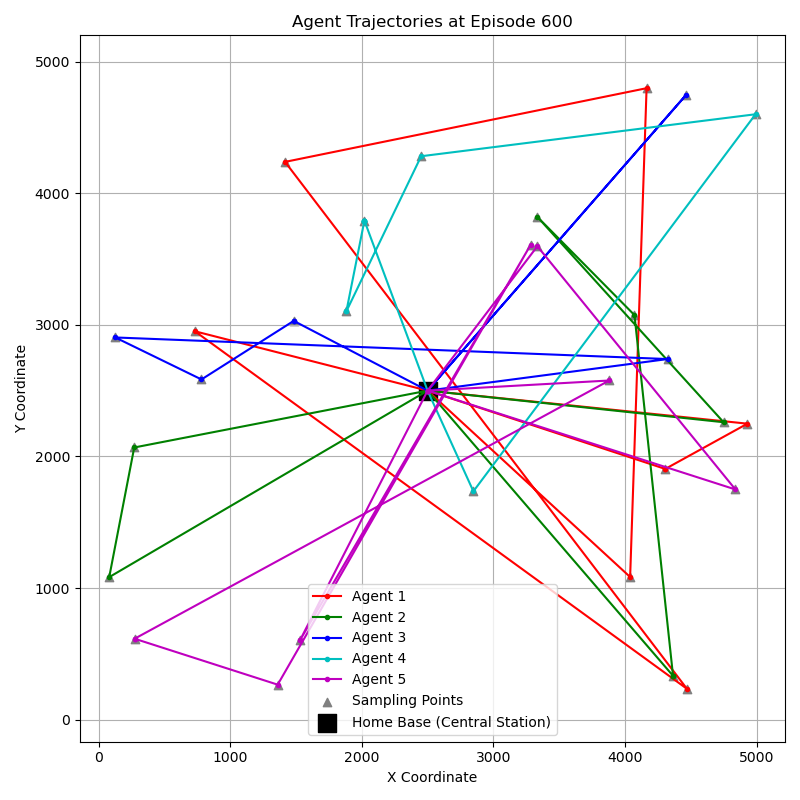 Agent Trajectories at Episode 600
5000
4000
3000
2000
1000
0
Y Coordinate
Agent 1
Agent 2
Agent 3
Agent 4
Agent 5
Sampling Points
Home Base (Central Station)
0 1000 2000 3000 4000 5000
X Coordinate